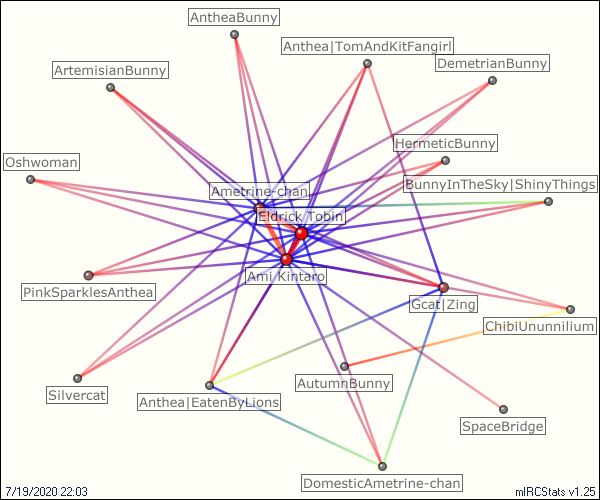 AntheaBunny
Anthea|TomAndKitFangirl
DemetrianBunny
ArtemisianBunny
HermeticBunny
Oshwoman
BunnyInTheSky|ShinyThings
Ametrine-chan
Eldrick_Tobin
Ami_Kintaro
PinkSparklesAnthea
Gcat|Zing
ChibiUnunnilium
AutumnBunny
Silvercat
Anthea|EatenByLions
SpaceBridge
DomesticAmetrine-chan
7/19/2020 22:03
mIRCStats v1.25